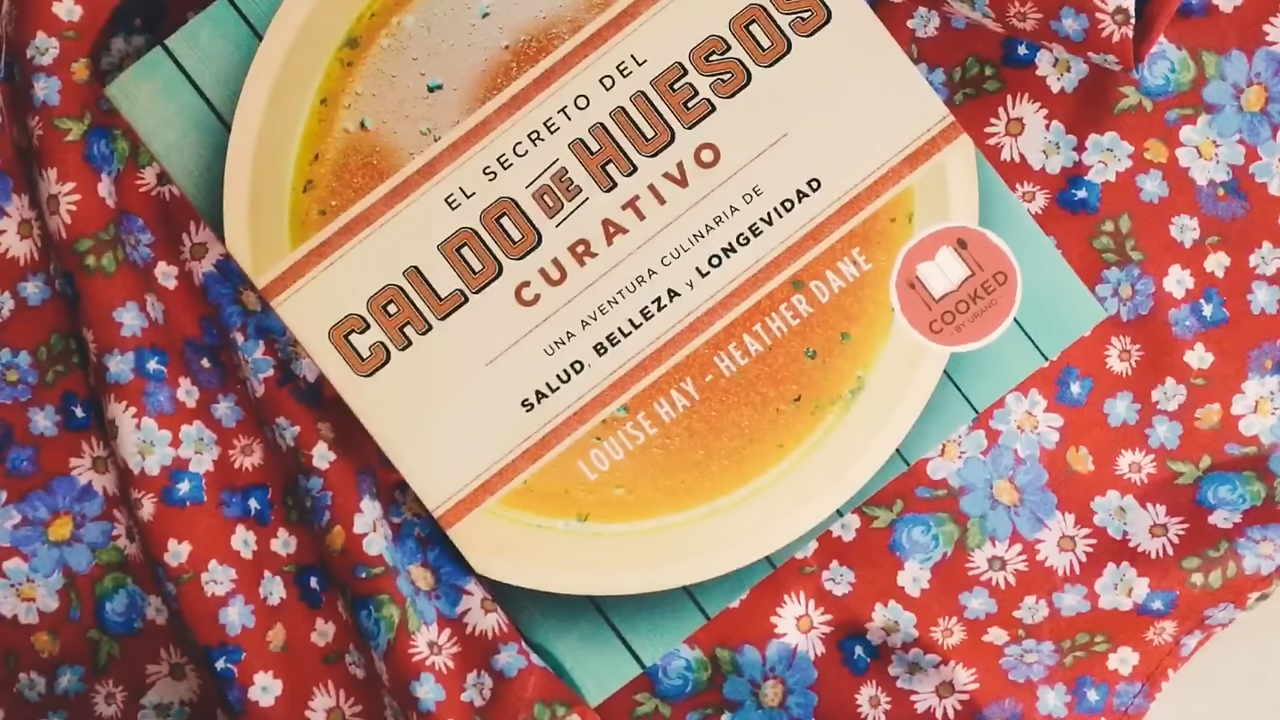 EL SECRETO DEL
CALDO DE HUESOS
CURATIVO
UNA AVENTURA CULINARIA DE
SALUD, BELLEZA y LONGEVIDAD
LOUISE HAY - HEATHER DANE
COOKED
- BY URANO -